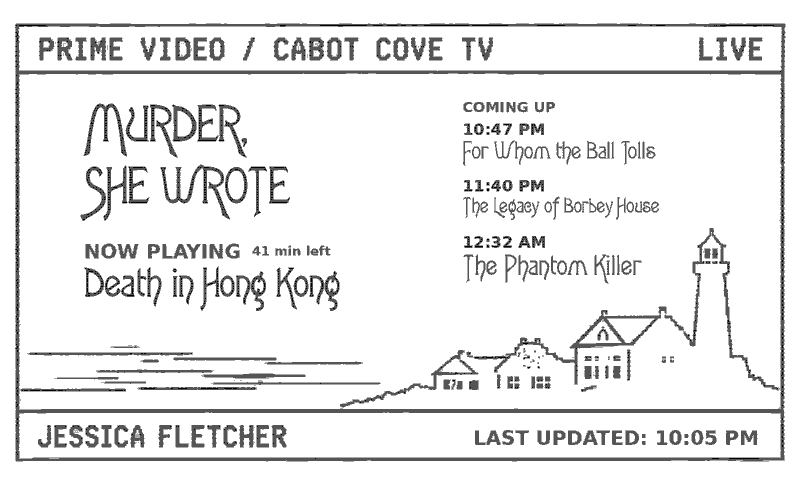 PRIME VIDEO / CABOT COVE TV
LIVE
MURDER,
SHE WROTE
NOW PLAYING 41 min left
Death in Hong Kong
COMING UP
10:47 PM
For Whom the Ball Tolls
11:40 PM
The Legacy of Borbey House
12:32 AM
The Phantom Killer
JESSICA FLETCHER
LAST UPDATED: 10:05 PM